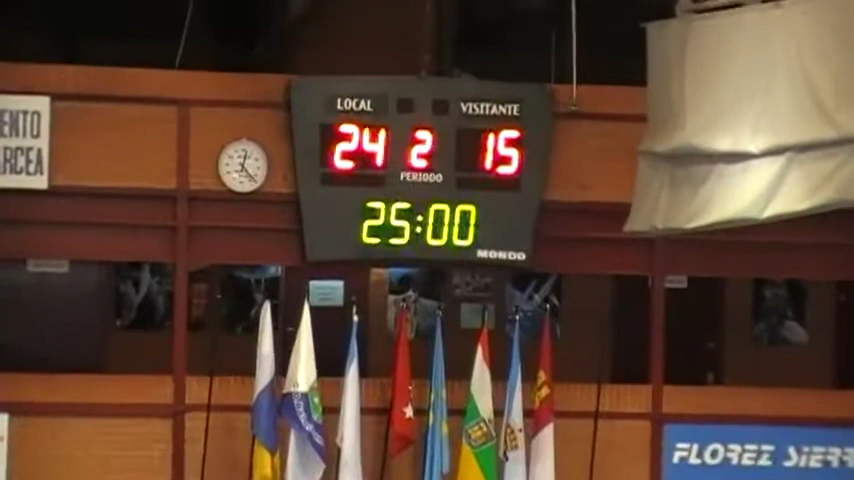 ENTO
ARCEA
LOCAL
VISITANTE
24 2 15
PERIODO
25:00
MONDO
FLOREZ SIERR